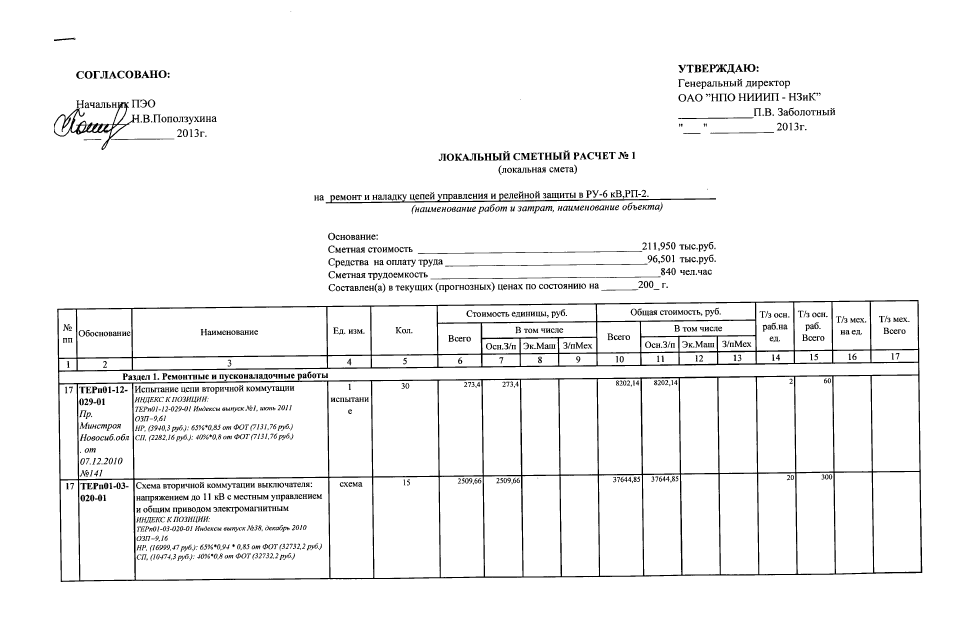 СОГЛАСОВАНО:
Начальник ПЭО
Н.В.Поползухина
2013г.
УТВЕРЖДАЮ:
Генеральный директор
ОАО "НПО НИИИП - НЗиК"
_____________П.В. Заболотный
"___ " ___________ 2013г.
ЛОКАЛЬНЫЙ СМЕТНЫЙ РАСЧЕТ № 1
(локальная смета)
на ремонт и наладку цепей управления и релейной защиты в РУ-6 кВ,РП-2.
(наименование работ и затрат, наименование объекта)
Основание:
Сметная стоимость 211,950 тыс.руб.
Средства на оплату труда 96,501 тыс.руб.
Сметная трудоемкость 840 чел.час
Составлен(а) в текущих (прогнозных) ценах по состоянию на _______200_ г.
№ пп Обоснование Наименование Ед. изм. Кол. Стоимость единицы, руб. Общая стоимость, руб. Т/з осн. раб.на ед. Т/з осн. раб. Всего Т/з мех. на ед. Т/з мех. Всего
Всего В том числе Всего В том числе
Осн.З/п Эк.Маш З/пМех Осн.З/п Эк.Маш З/пМех
1 2 3 4 5 6 7 8 9 10 11 12 13 14 15 16 17
Раздел 1. Ремонтные и пусконаладочные работы
17 ТЕРп01-12- Испытание цепи вторичной коммутации 1 30 273,4 273,4 8202,14 8202,14 2 60
029-01 ИНДЕКС К ПОЗИЦИИ: испытани
Пр. ТЕРп01-12-029-01 Индексы выпуск №1, июнь 2011 е
Минстроя ОЗП=9,61
Новосиб.обл НР, (3940,3 руб.): 65%*0,85 от ФОТ (7131,76 руб.)
. от СП, (2282,16 руб.): 40%*0,8 от ФОТ (7131,76 руб.)
07.12.2010
№141
17 ТЕРп01-03- Схема вторичной коммутации выключателя: схема 15 2509,66 2509,66 37644,85 37644,85 20 300
020-01 напряжением до 11 кВ с местным управлением
и общим приводом электромагнитным
ИНДЕКС К ПОЗИЦИИ:
ТЕРп01-03-020-01 Индексы выпуск №38, декабрь 2010
ОЗП=9,16
НР, (16999,47 руб.): 65%*0,94 * 0,85 от ФОТ (32732,2 руб.)
СП, (10474,3 руб.): 40%*0,8 от ФОТ (32732,2 руб.)